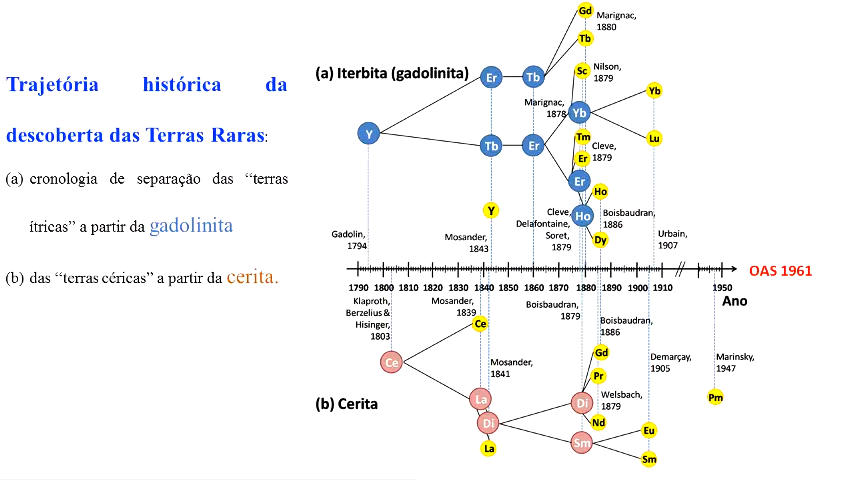 Trajetória histórica da
descoberta das Terras Raras:
(a) cronologia de separação das “terras
ítricas” a partir da gadolinita
(b) das “terras céricas” a partir da cerita.
(a) Iterbita (gadolinita)
Gd
Marignac,
1880
Tb
Er
Tb
Sc
Nilson,
1879
Marignac,
1878
Yb
Yb
Lu
Y
Tb
Er
Tm
Er
Cleve,
1879
Er
Ho
Y
Cleve,
Delafontaine,
Soret,
1879
Ho
Boisbaudran,
1886
Dy
Gadolin,
1794
Mosander,
1843
Urbain,
1907
1790 1800 1810 1820 1830 1840 1850 1860 1870 1880 1890 1900 1910 1950
OAS 1961
Ano
Klaproth,
Berzelius &
Hisinger,
1803
Mosander,
1839
Ce
Boisbaudran,
1879
Boisbaudran,
1886
Ce
Mosander,
1841
Gd
Pr
Demarçay,
1905
Marinsky,
1947
(b) Cerita
La
Di
Welsbach,
1879
Pm
Di
Nd
La
Sm
Eu
Sm